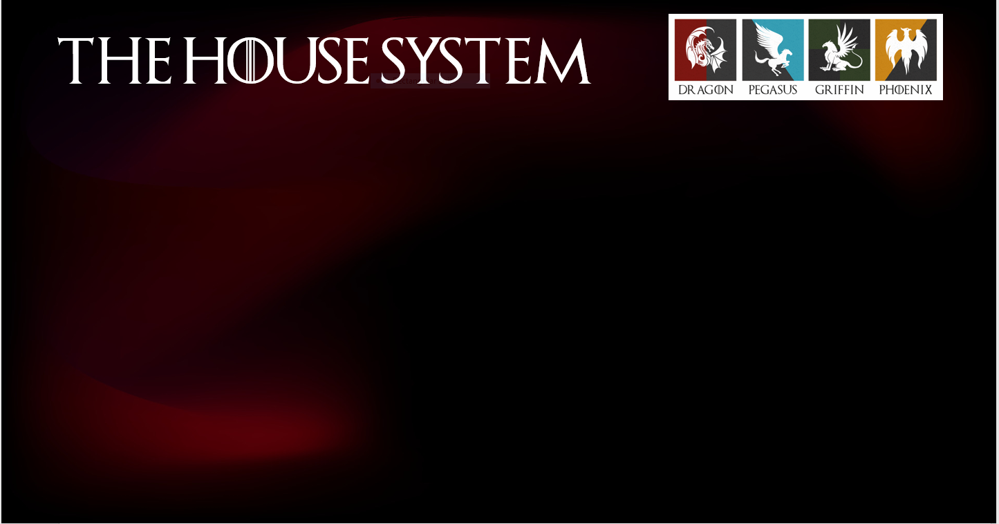 THE HOUSE SYSTEM
DRAGON PEGASUS GRIFFIN PHOENIX